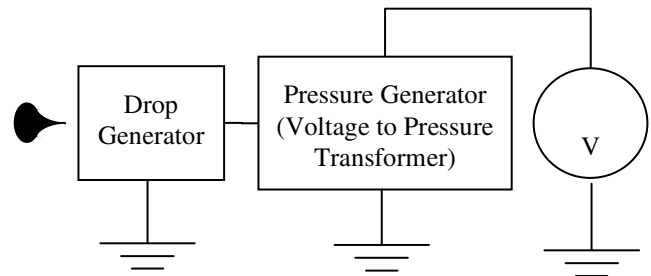 Drop
Generator
Pressure Generator
(Voltage to Pressure
Transformer)
V